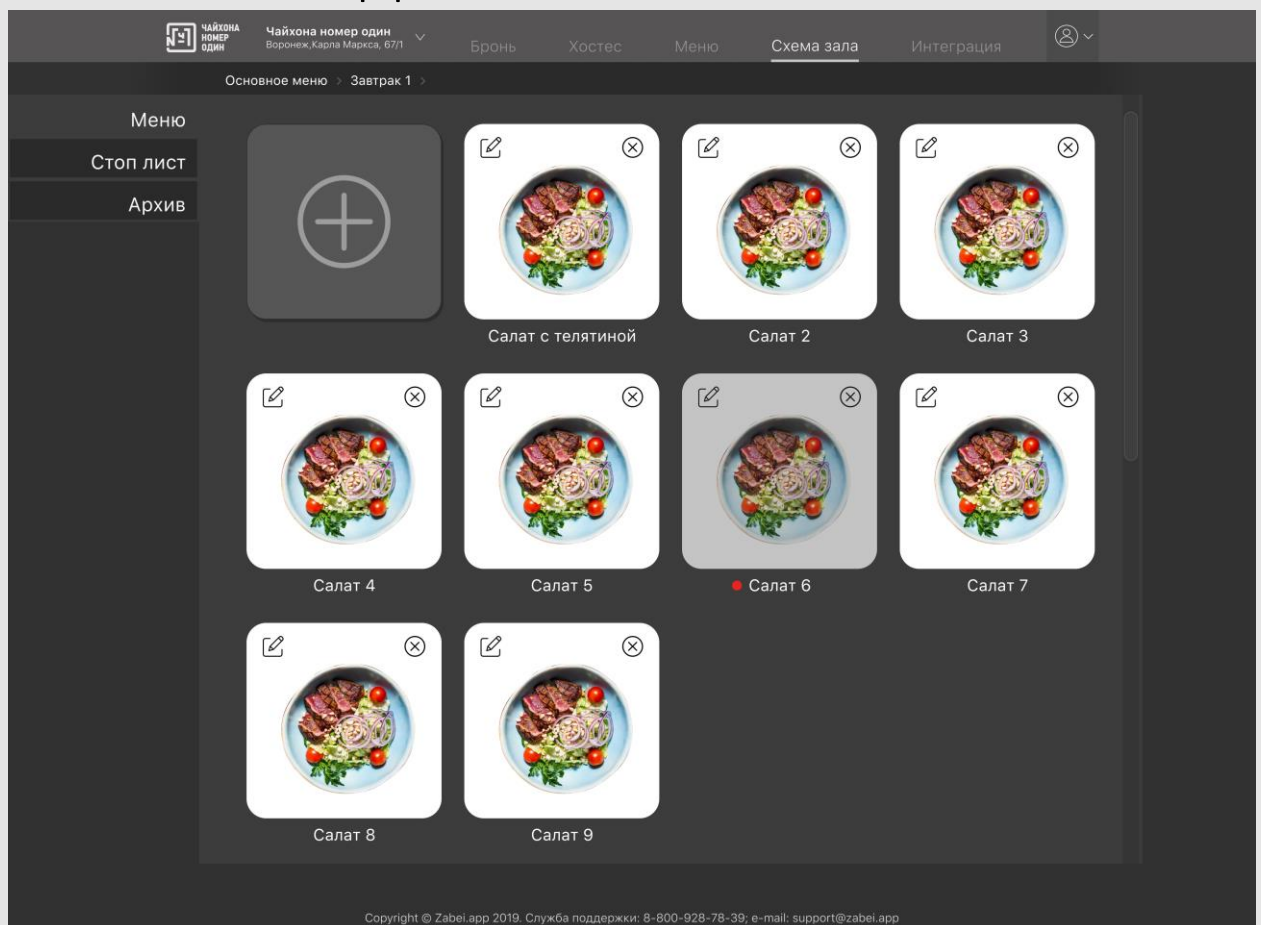 ЧАЙХОНА
НОМЕР
ОДИН
Чайхона номер один
Воронеж,Карла Маркса, 67/1
Бронь Хостес Меню Схема зала Интеграция
Основное меню > Завтрак 1 >
Меню
Стоп лист
Архив
Салат с телятиной Салат 2 Салат 3
Салат 4 Салат 5 Салат 6 Салат 7
Салат 8 Салат 9
Copyright © Zabei.app 2019. Служба поддержки: 8-800-928-78-39; e-mail: support@zabei.app